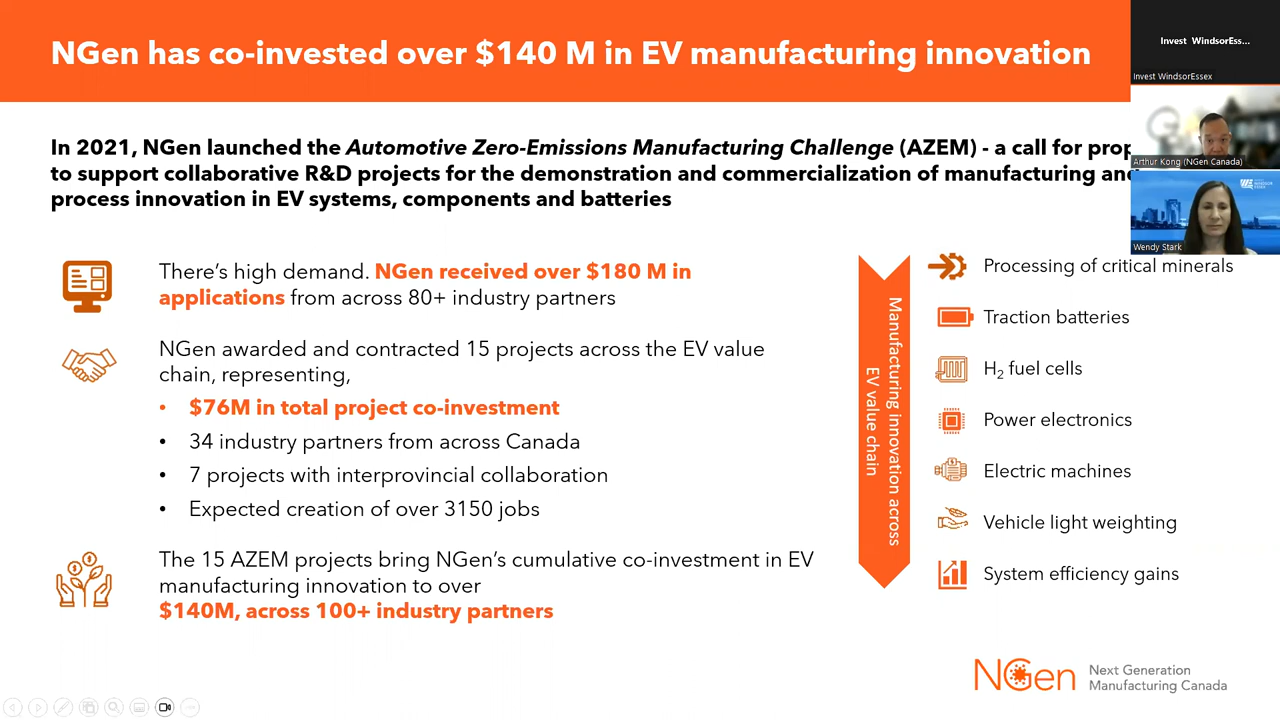 NGen has co-invested over $140 M in EV manufacturing innovation
Invest WindsorEss...
Invest WindsorEssex
Arthur Kong (NGen Canada)
WINDSOR
ESSEX
Wendy Stark
In 2021, NGen launched the Automotive Zero-Emissions Manufacturing Challenge (AZEM) - a call for
to support collaborative R&D projects for the demonstration and commercialization of manufacturing
process innovation in EV systems, components and batteries
There's high demand. NGen received over $180 M in
applications from across 80+ industry partners
NGen awarded and contracted 15 projects across the EV value
chain, representing,
• $76M in total project co-investment
• 34 industry partners from across Canada
• 7 projects with interprovincial collaboration
• Expected creation of over 3150 jobs
The 15 AZEM projects bring NGen's cumulative co-investment in EV
manufacturing innovation to over
$140M, across 100+ industry partners
Manufacturing innovation across
EV value chain
Processing of critical minerals
Traction batteries
H₂ fuel cells
Power electronics
Electric machines
Vehicle light weighting
System efficiency gains
NGen
Next Generation
Manufacturing Canada